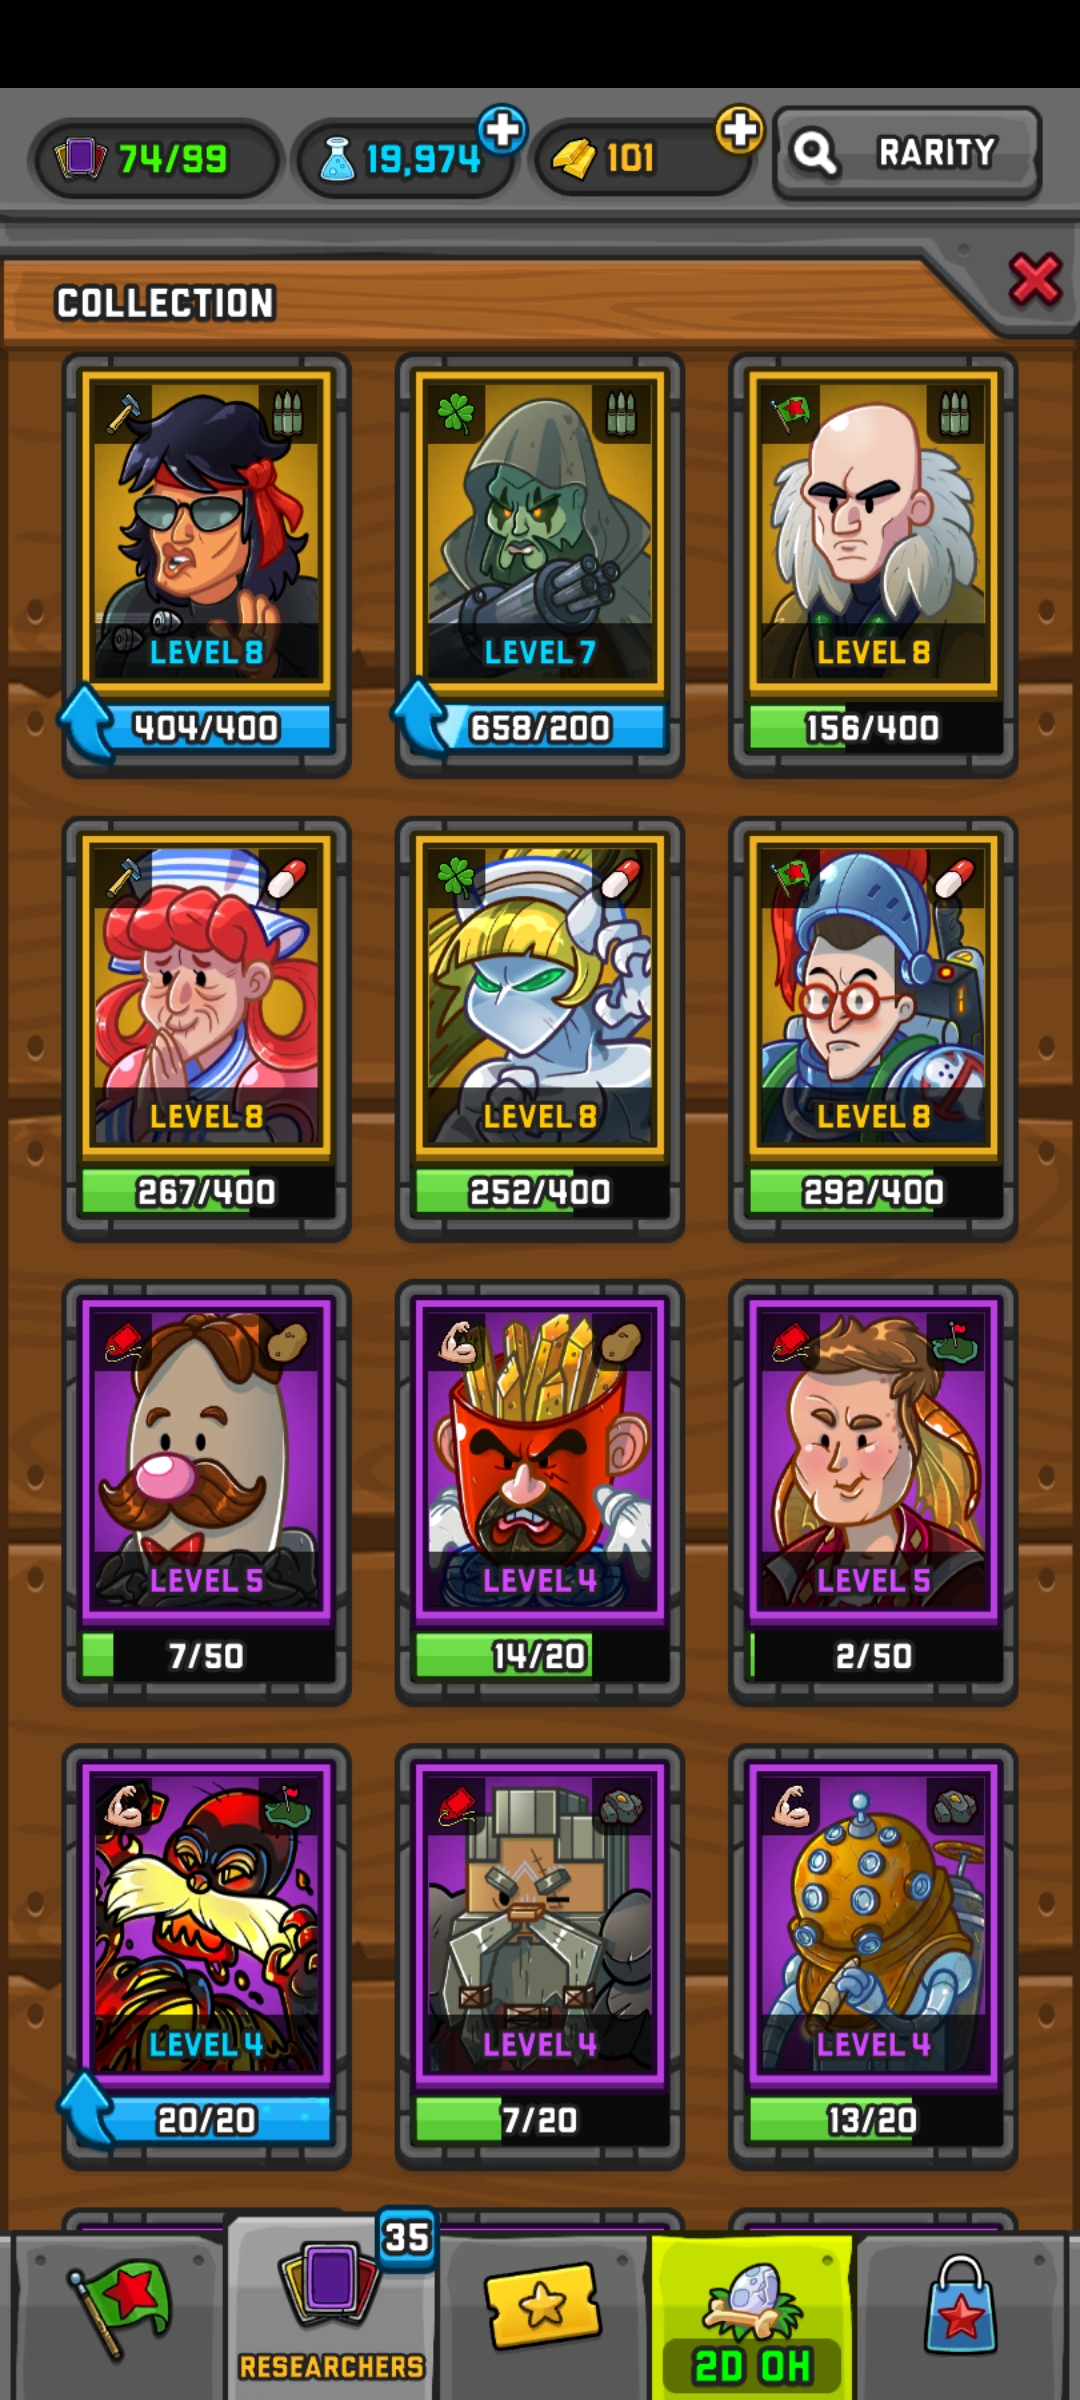 74/99
19,974
101
RARITY
COLLECTION
LEVEL 8
LEVEL 7
LEVEL 8
404/400
658/200
156/400
LEVEL 8
LEVEL 8
LEVEL 8
267/400
252/400
292/400
LEVEL 5
LEVEL 4
LEVEL 5
7/50
14/20
2/50
LEVEL 4
LEVEL 4
LEVEL 4
20/20
7/20
13/20
35
RESEARCHERS
2D 0H